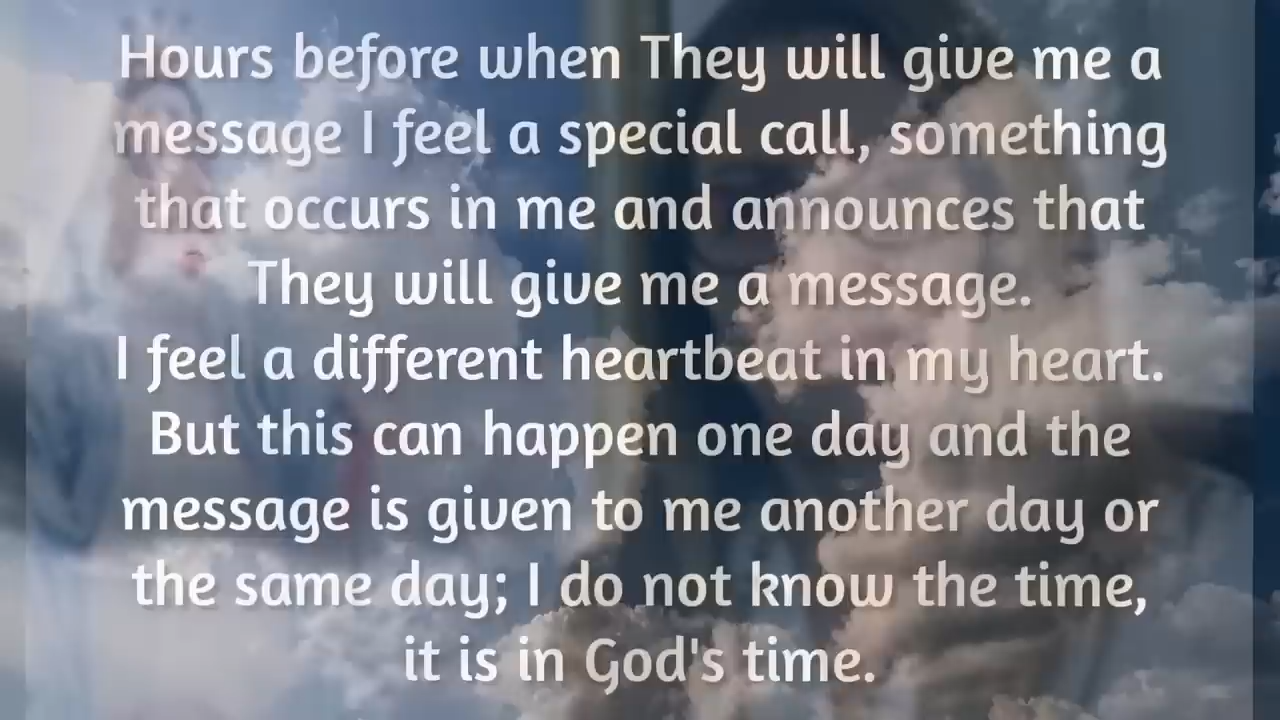 Hours before when They will give me a
message I feel a special call, something
that occurs in me and announces that
They will give me a message.
I feel a different heartbeat in my heart.
But this can happen one day and the
message is given to me another day or
the same day; I do not know the time,
it is in God's time.